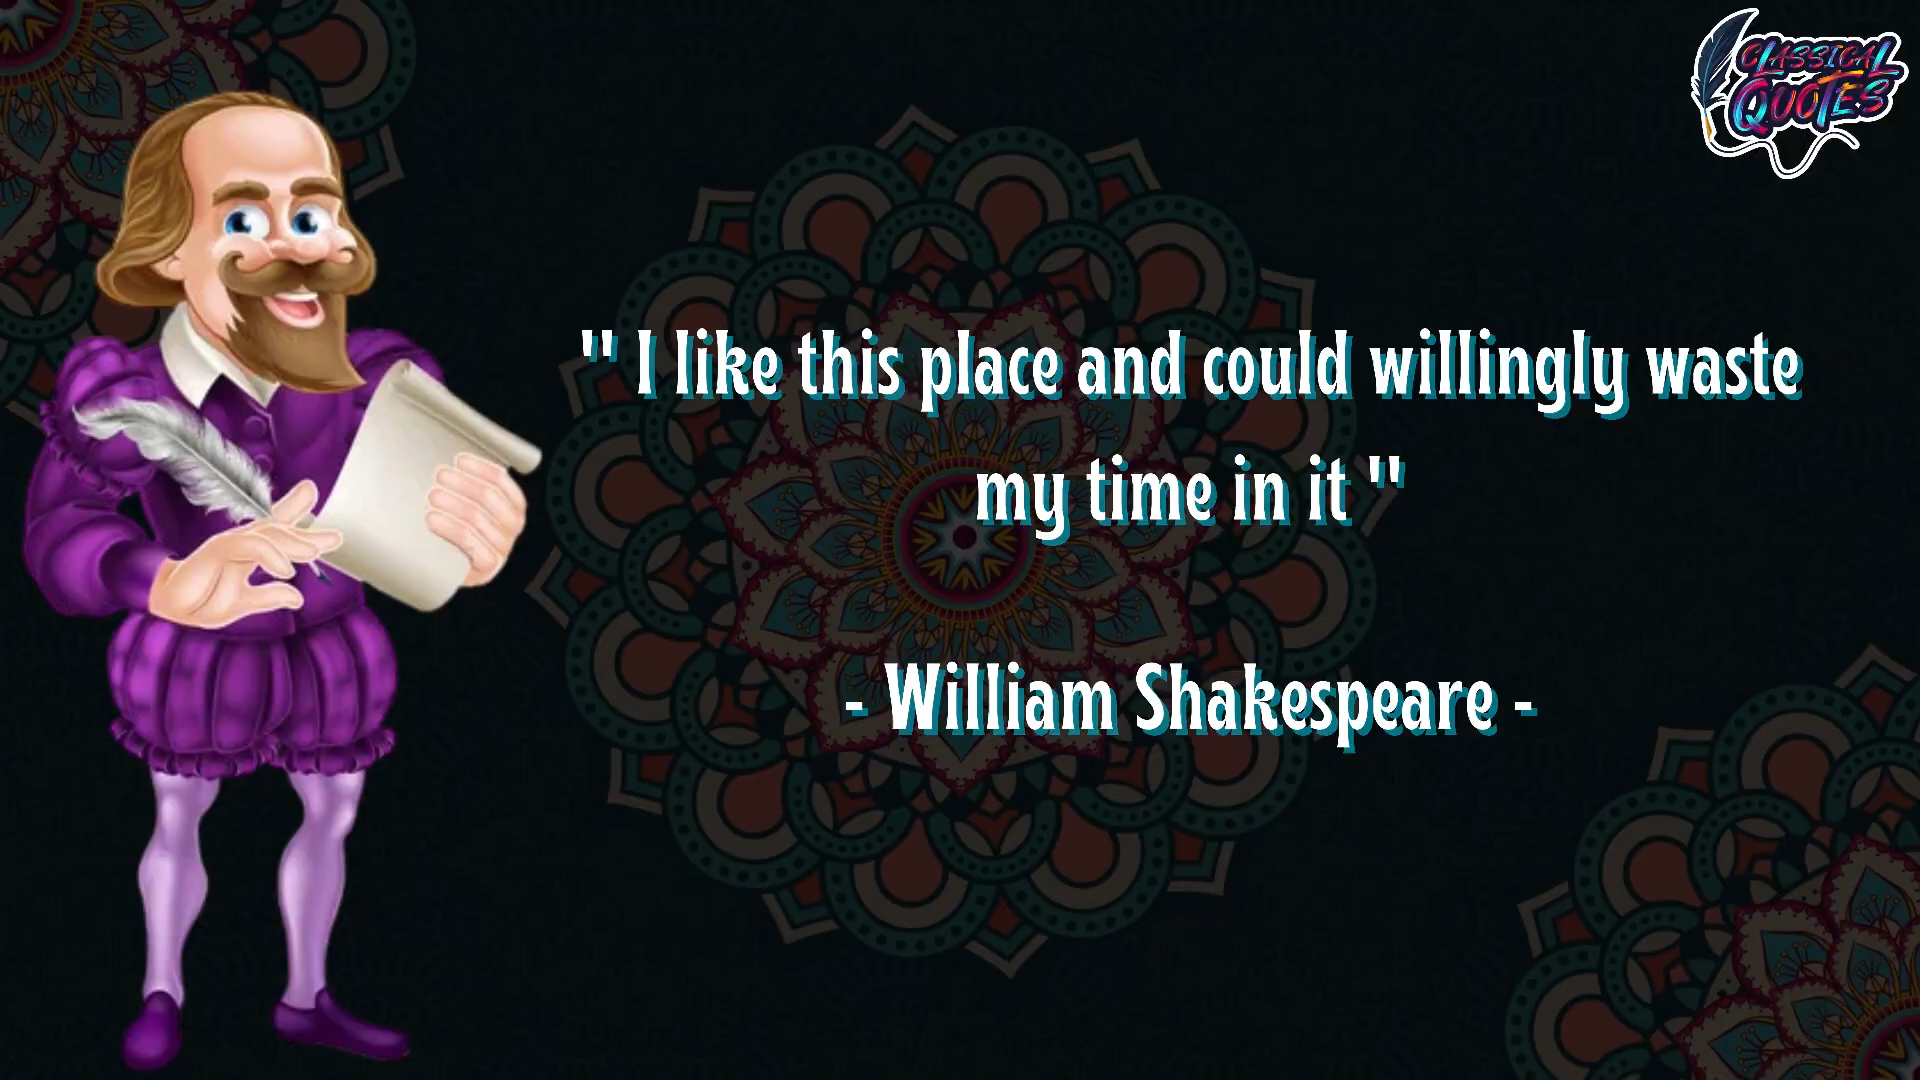 CLASSICAL
QUOTES
" I like this place and could willingly waste
my time in it "
- William Shakespeare -